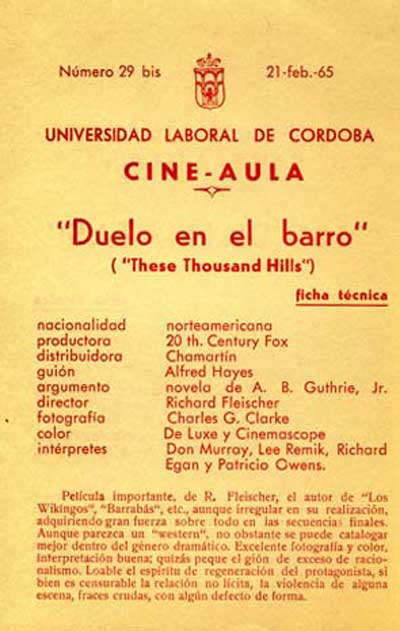 Número 29 bis 21-feb.-65
UNIVERSIDAD LABORAL DE CORDOBA
CINE-AULA
"Duelo en el barro"
("These Thousand Hills")
ficha técnica
nacionalidad norteamericana
productora 20 th. Century Fox
distribuidora Chamartín
guión Alfred Hayes
argumento novela de A. B. Guthrie, Jr.
director Richard Fleischer
fotografía Charles G. Clarke
color De Luxe y Cinemascope
intérpretes Don Murray, Lee Remik, Richard
Egan y Patricio Owens.
Película importante, de R. Fleischer, el autor de "Los
Wikingos", "Barrabás", etc., aunque irregular en su realización,
adquiriendo gran fuerza sobre todo en las secuencias finales.
Aunque parezca un "western", no obstante se puede catalogar
mejor dentro del género dramático. Excelente fotografía y color,
interpretación buena; quizás peque el gión de exceso de racio-
nalismo. Loable el espíritu de regeneración del protagonista, si
bien es censurable la relación no lícita, la violencia de alguna
escena, fraces crudas, con algún defecto de forma.